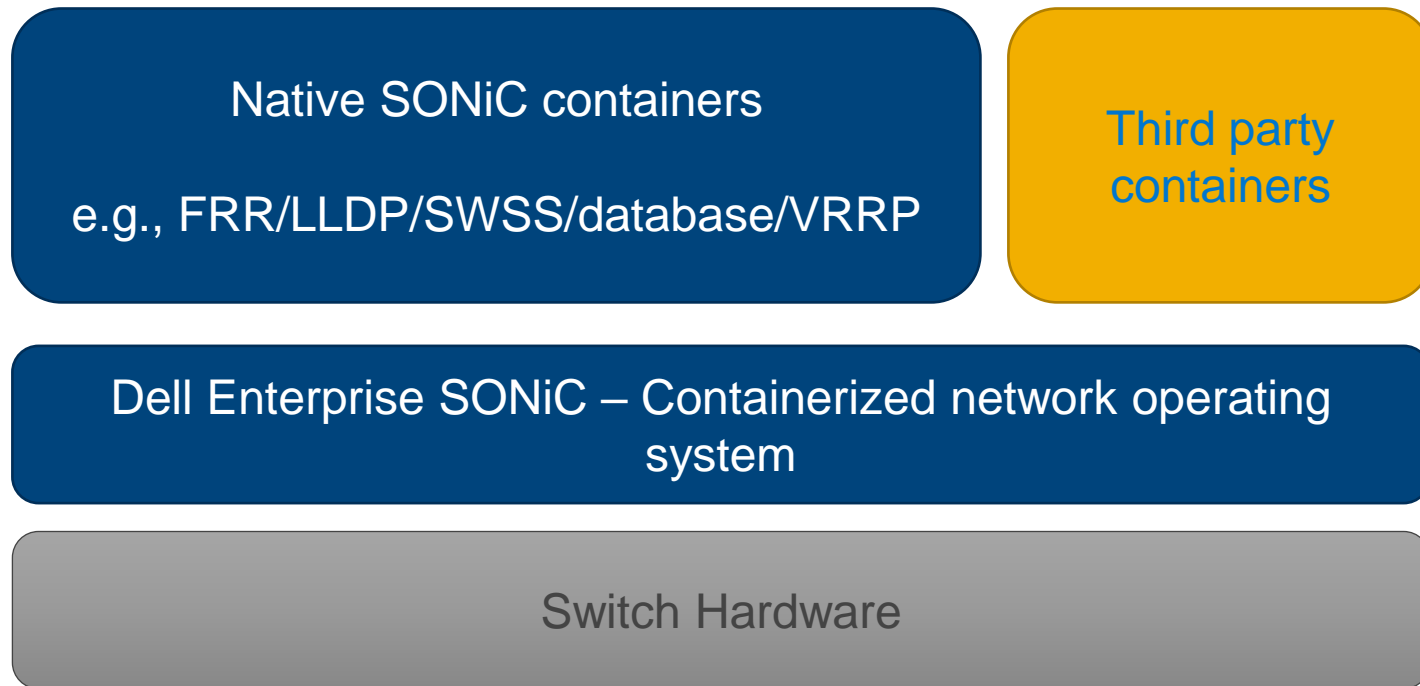 Native SONiC containers
e.g., FRR/LLDP/SWSS/database/VRRP
Third party
containers
Dell Enterprise SONiC – Containerized network operating
system
Switch Hardware